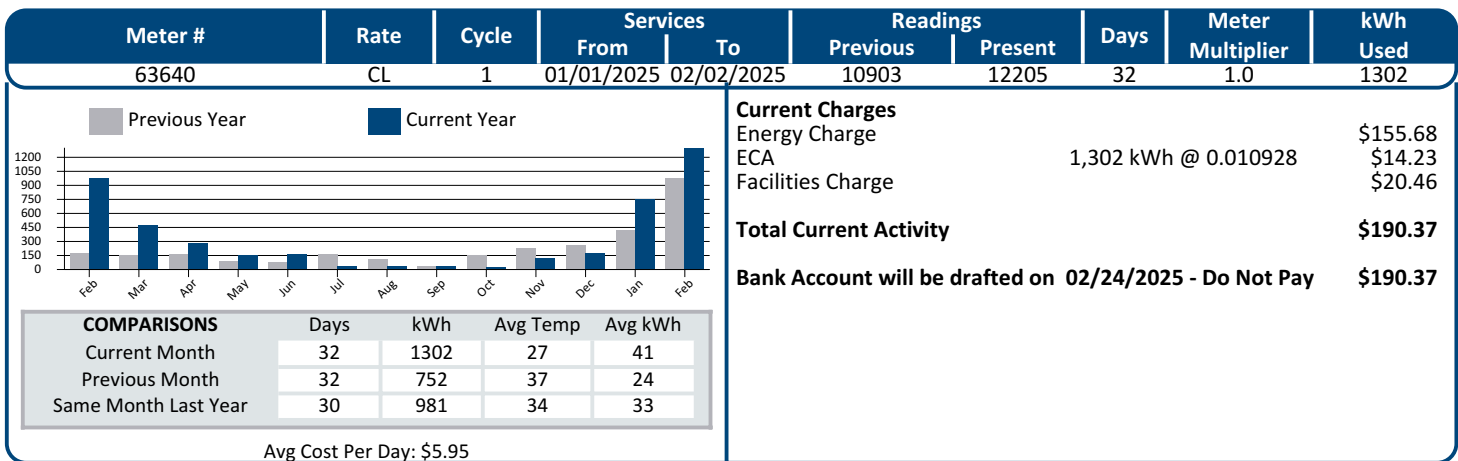 Meter # Rate Cycle Services Readings Days Meter Multiplier kWh Used
From To Previous Present
63640 CL 1 01/01/2025 02/02/2025 10903 12205 32 1.0 1302
Previous Year Current Year
1200
1050
900
750
600
450
300
150
0
Feb Mar Apr May Jun Jul Aug Sep Oct Nov Dec Jan Feb
COMPARISONS Days kWh Avg Temp Avg kWh
Current Month 32 1302 27 41
Previous Month 32 752 37 24
Same Month Last Year 30 981 34 33
Avg Cost Per Day: $5.95
Current Charges
Energy Charge $155.68
ECA 1,302 kWh @ 0.010928 $14.23
Facilities Charge $20.46
Total Current Activity $190.37
Bank Account will be drafted on 02/24/2025 - Do Not Pay $190.37